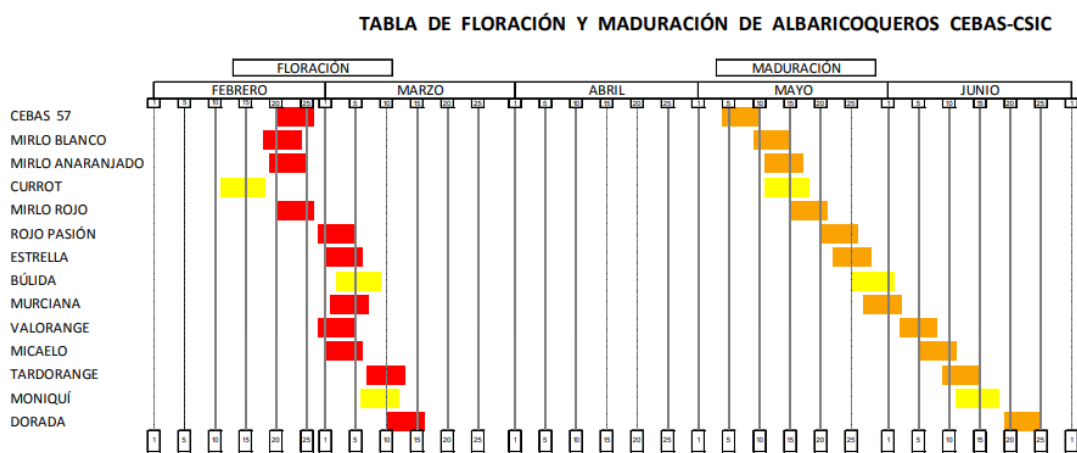 TABLA DE FLORACIÓN Y MADURACIÓN DE ALBARICOQUEROS CEBAS-CSIC
FLORACIÓN MADURACIÓN
FEBRERO MARZO ABRIL MAYO JUNIO
1 5 10 15 20 25 1 5 10 15 20 25 1 5 10 15 20 25 1 5 10 15 20 25 1 5 10 15 20 25 1
CEBAS 57
MIRLO BLANCO
MIRLO ANARANJADO
CURROT
MIRLO ROJO
ROJO PASIÓN
ESTRELLA
BÚLIDA
MURCIANA
VALORANGE
MICAELO
TARDORANGE
MONIQUÍ
DORADA
1 5 10 15 20 25 1 5 10 15 20 25 1 5 10 15 20 25 1 5 10 15 20 25 1 5 10 15 20 25 1